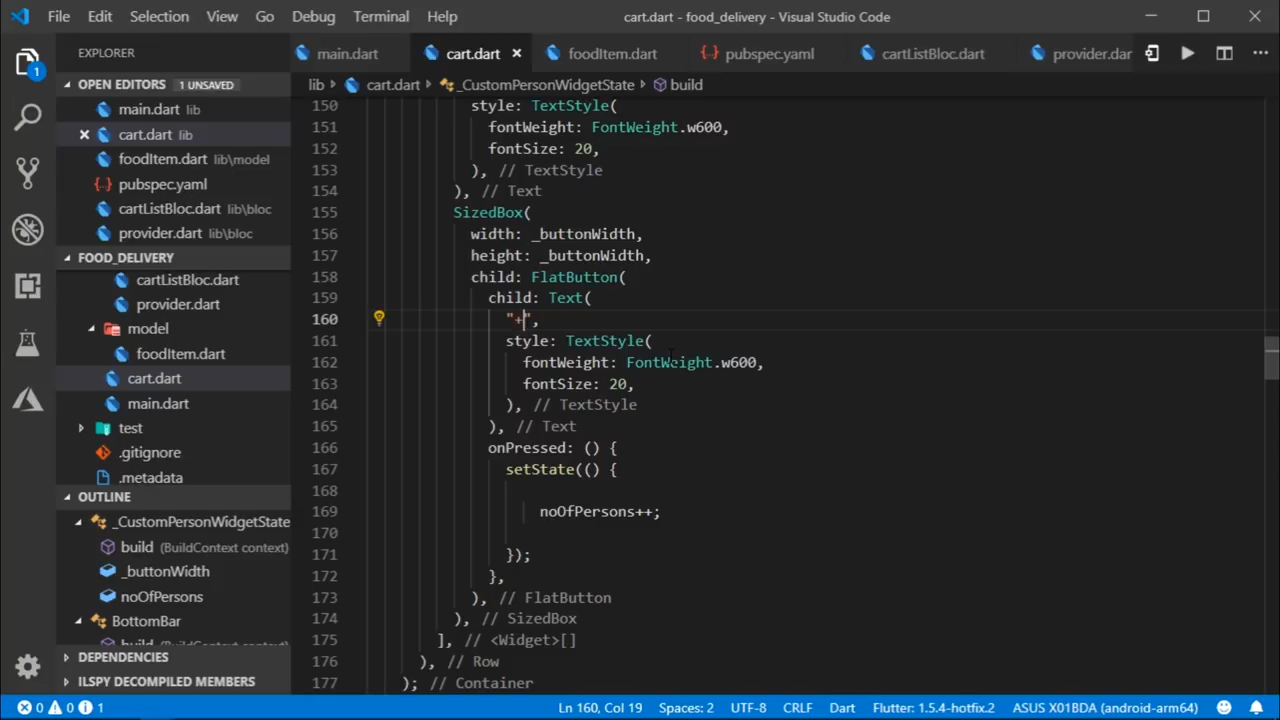 File Edit Selection View Go Debug Terminal Help cart.dart - food_delivery - Visual Studio Code
EXPLORER
1
OPEN EDITORS 1 UNSAVED
main.dart lib
cart.dart lib
foodItem.dart lib\model
pubspec.yaml
cartListBloc.dart lib\bloc
provider.dart lib\bloc
FOOD_DELIVERY
cartListBloc.dart
provider.dart
model
foodItem.dart
cart.dart
main.dart
test
.gitignore
.metadata
OUTLINE
_CustomPersonWidgetState
build (BuildContext context)
_buttonWidth
noOfPersons
BottomBar
DEPENDENCIES
ILSPY DECOMPILED MEMBERS
main.dart cart.dart foodItem.dart pubspec.yaml cartListBloc.dart provider.dar
lib cart.dart _CustomPersonWidgetState build
150 style: TextStyle(
151 fontWeight: FontWeight.w600,
152 fontSize: 20,
153 ), // TextStyle
154 ), // Text
155 SizedBox(
156 width: _buttonWidth,
157 height: _buttonWidth,
158 child: FlatButton(
159 child: Text(
160 "+",
161 style: TextStyle(
162 fontWeight: FontWeight.w600,
163 fontSize: 20,
164 ), // TextStyle
165 ), // Text
166 onPressed: () {
167 setState(() {
168
169 noOfPersons++;
170
171 });
172 },
173 ), // FlatButton
174 ), // SizedBox
175 ], // <Widget>[]
176 ), // Row
177 ); // Container
0 0 1 Ln 160, Col 19 Spaces: 2 UTF-8 CRLF Dart Flutter: 1.5.4-hotfix.2 ASUS X01BDA (android-arm64)